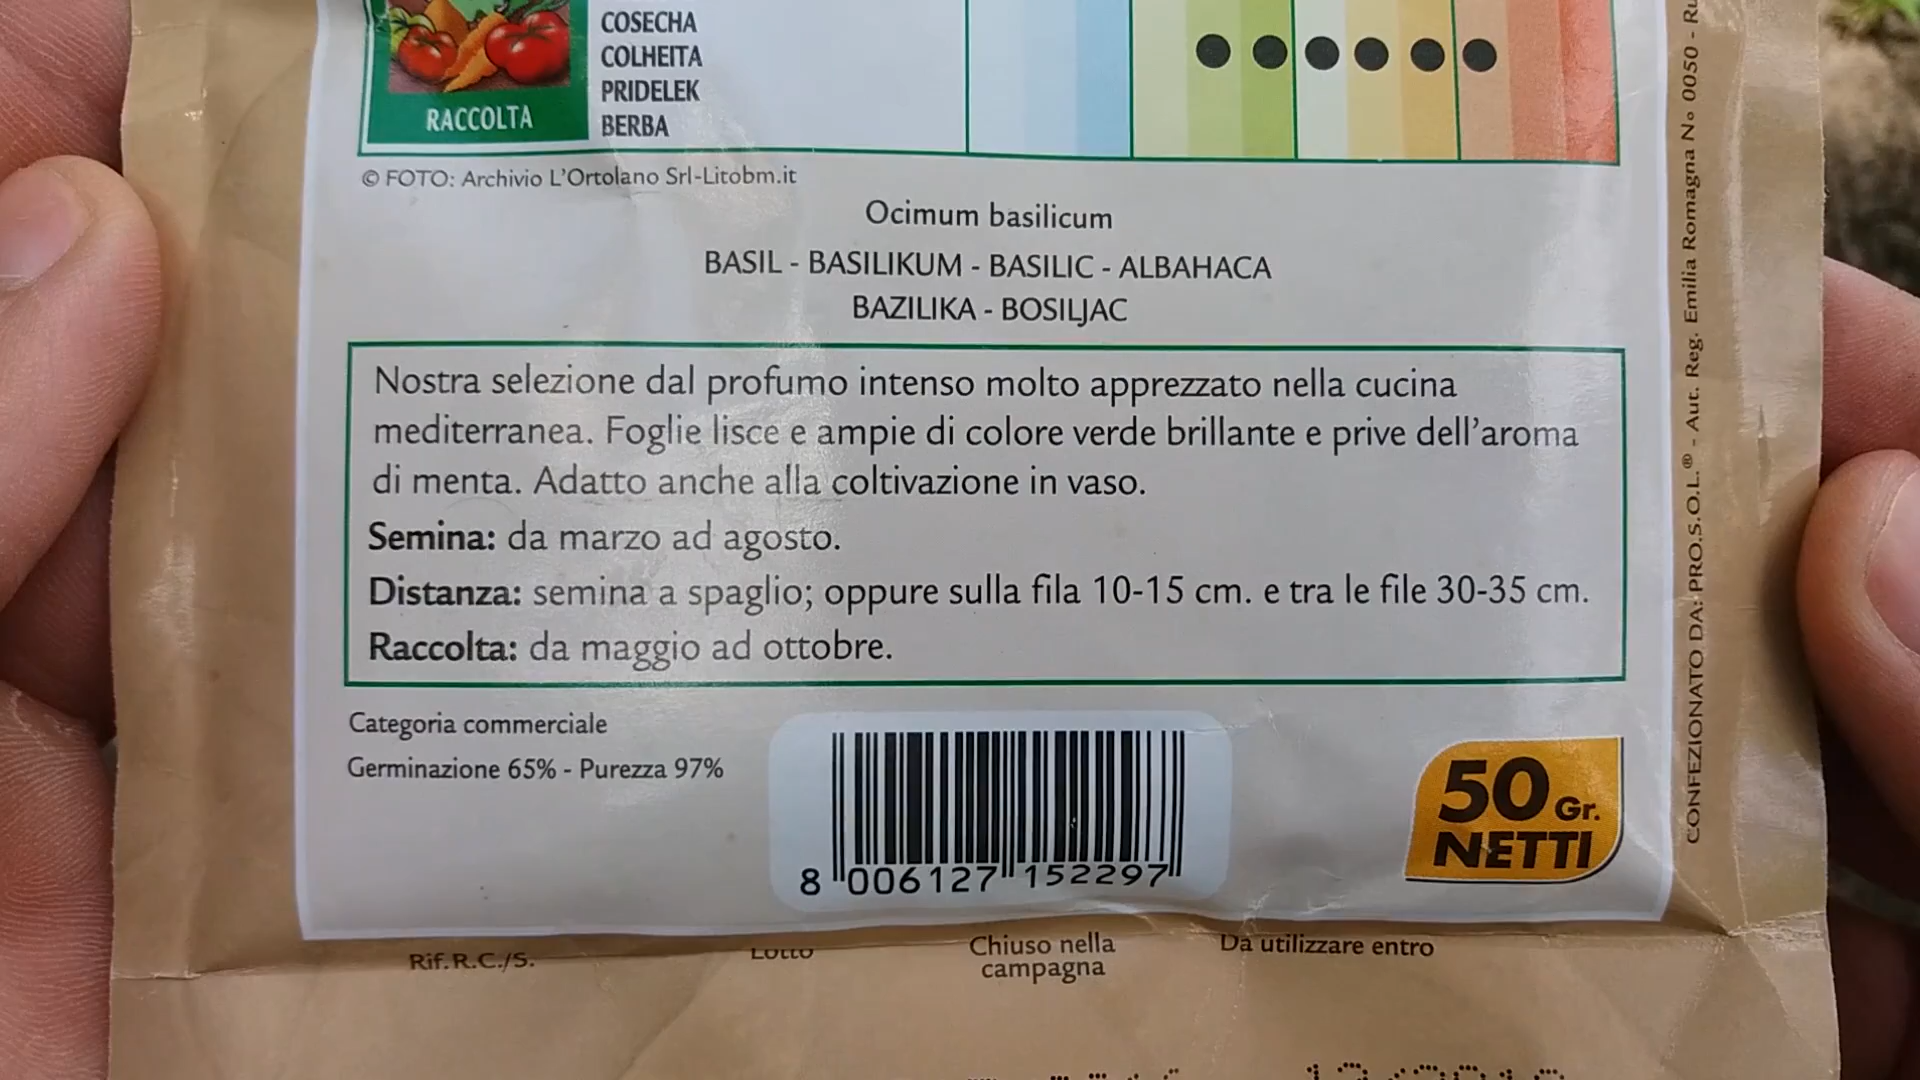 COSECHA
COLHEITA
PRIDELEK
BERBA
RACCOLTA
© FOTO: Archivio L'Ortolano Srl-Litobm.it
Ocimum basilicum
BASIL - BASILIKUM - BASILIC - ALBAHACA
BAZILIKA - BOSILJAC
Nostra selezione dal profumo intenso molto apprezzato nella cucina
mediterranea. Foglie lisce e ampie di colore verde brillante e prive dell'aroma
di menta. Adatto anche alla coltivazione in vaso.
Semina: da marzo ad agosto.
Distanza: semina a spaglio; oppure sulla fila 10-15 cm. e tra le file 30-35 cm.
Raccolta: da maggio ad ottobre.
Categoria commerciale
Germinazione 65% - Purezza 97%
8 006127 152297
50 Gr.
NETTI
Rif. R.C./S.
Lotto
Chiuso nella
campagna
Da utilizzare entro
CONFEZIONATO DA: PRO.S.O.L.® - Aut. Reg. Emilia Romagna N° 0050 -